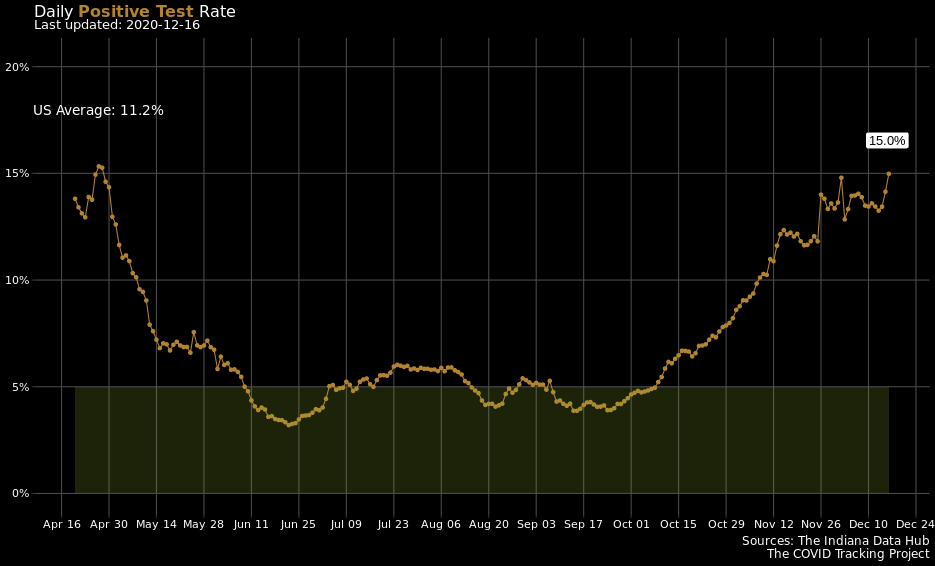 Daily Positive Test Rate
Last updated: 2020-12-16
20%
US Average: 11.2%
15.0%
15%
10%
5%
0%
Apr 16 Apr 30 May 14 May 28 Jun 11 Jun 25 Jul 09 Jul 23 Aug 06 Aug 20 Sep 03 Sep 17 Oct 01 Oct 15 Oct 29 Nov 12 Nov 26 Dec 10 Dec 24
Sources: The Indiana Data Hub
The COVID Tracking Project